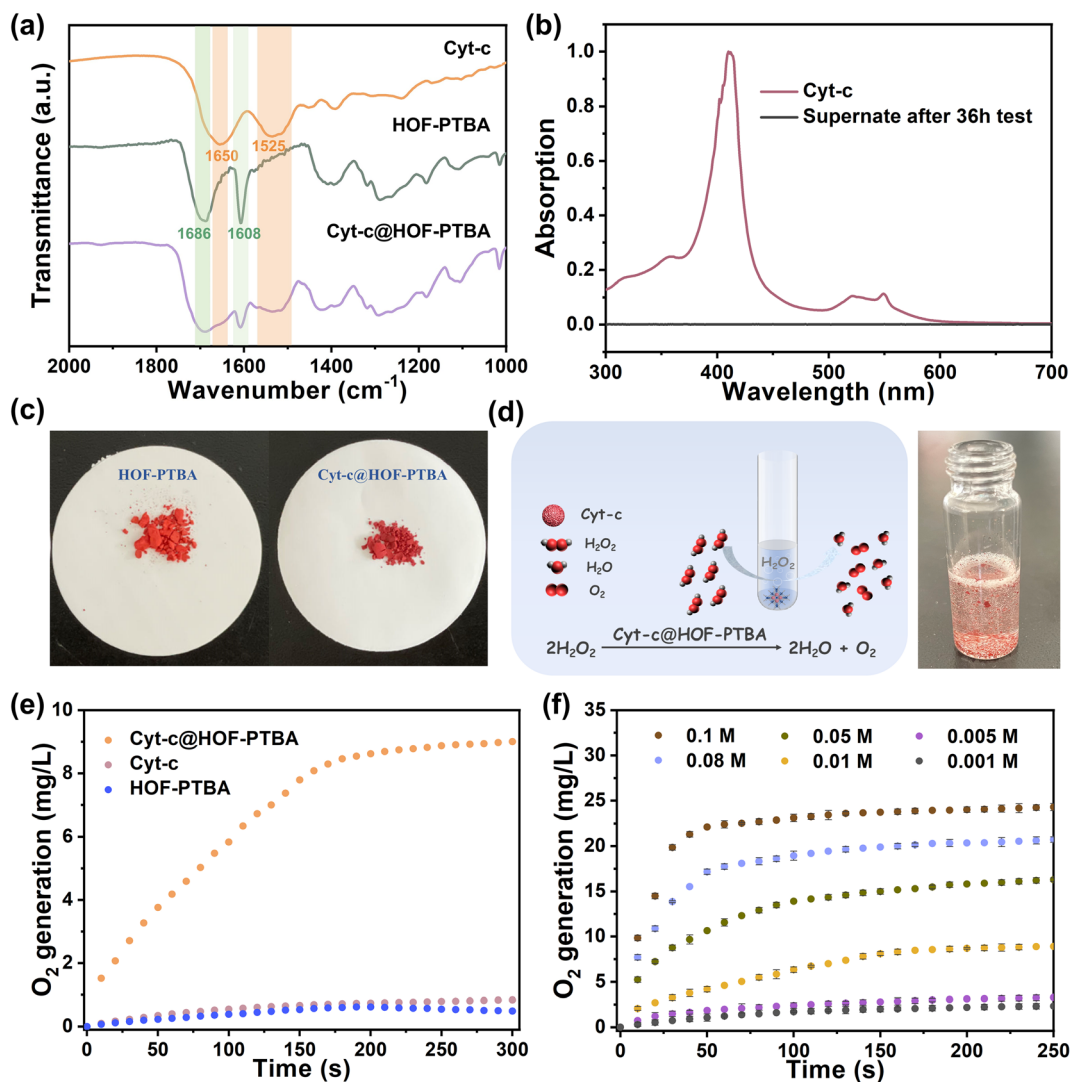 (a)
Cyt-c
HOF-PTBA
1650
1525
1686
1608
Cyt-c@HOF-PTBA
Transmittance (a.u.)
2000
1800
1600
1400
1200
1000
Wavenumber (cm⁻¹)
(b)
1.0
0.8
0.6
0.4
0.2
0.0
Absorption
Cyt-c
Supernate after 36h test
300
400
500
600
700
Wavelength (nm)
(c)
HOF-PTBA
Cyt-c@HOF-PTBA
(d)
Cyt-c
H₂O₂
H₂O
O₂
H₂O₂
Cyt-c@HOF-PTBA
2H₂O₂
2H₂O + O₂
(e)
10
8
6
4
2
0
O₂ generation (mg/L)
Cyt-c@HOF-PTBA
Cyt-c
HOF-PTBA
0
50
100
150
200
250
300
Time (s)
(f)
35
30
25
20
15
10
5
0
O₂ generation (mg/L)
0.1 M
0.05 M
0.005 M
0.08 M
0.01 M
0.001 M
0
50
100
150
200
250
Time (s)